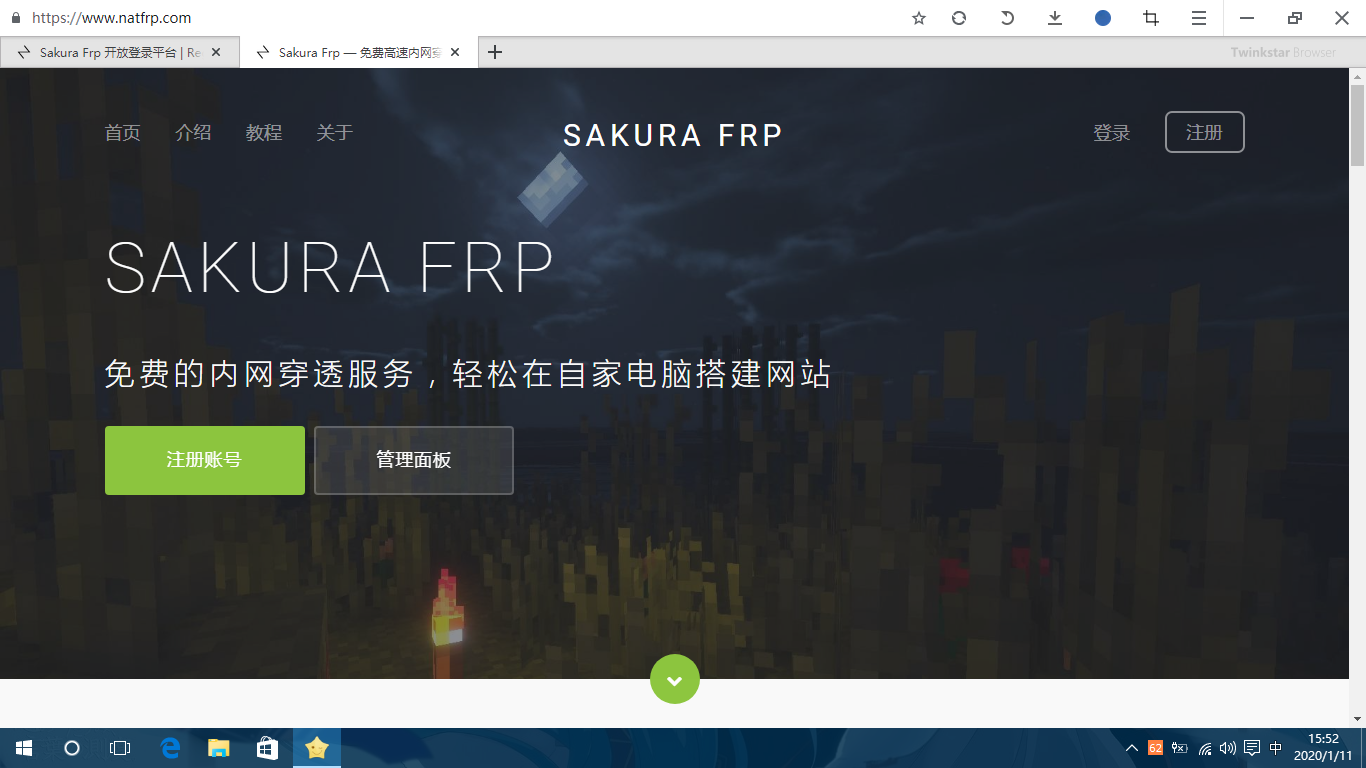 https://www.natfrp.com
Sakura Frp 开放登录平台 | Re
Sakura Frp — 免费高速内网穿
Twinkstar Browser
首页 介绍 教程 关于
SAKURA FRP
登录 注册
SAKURA FRP
免费的内网穿透服务，轻松在自家电脑搭建网站
注册账号 管理面板
62
中
15:52
2020/1/11